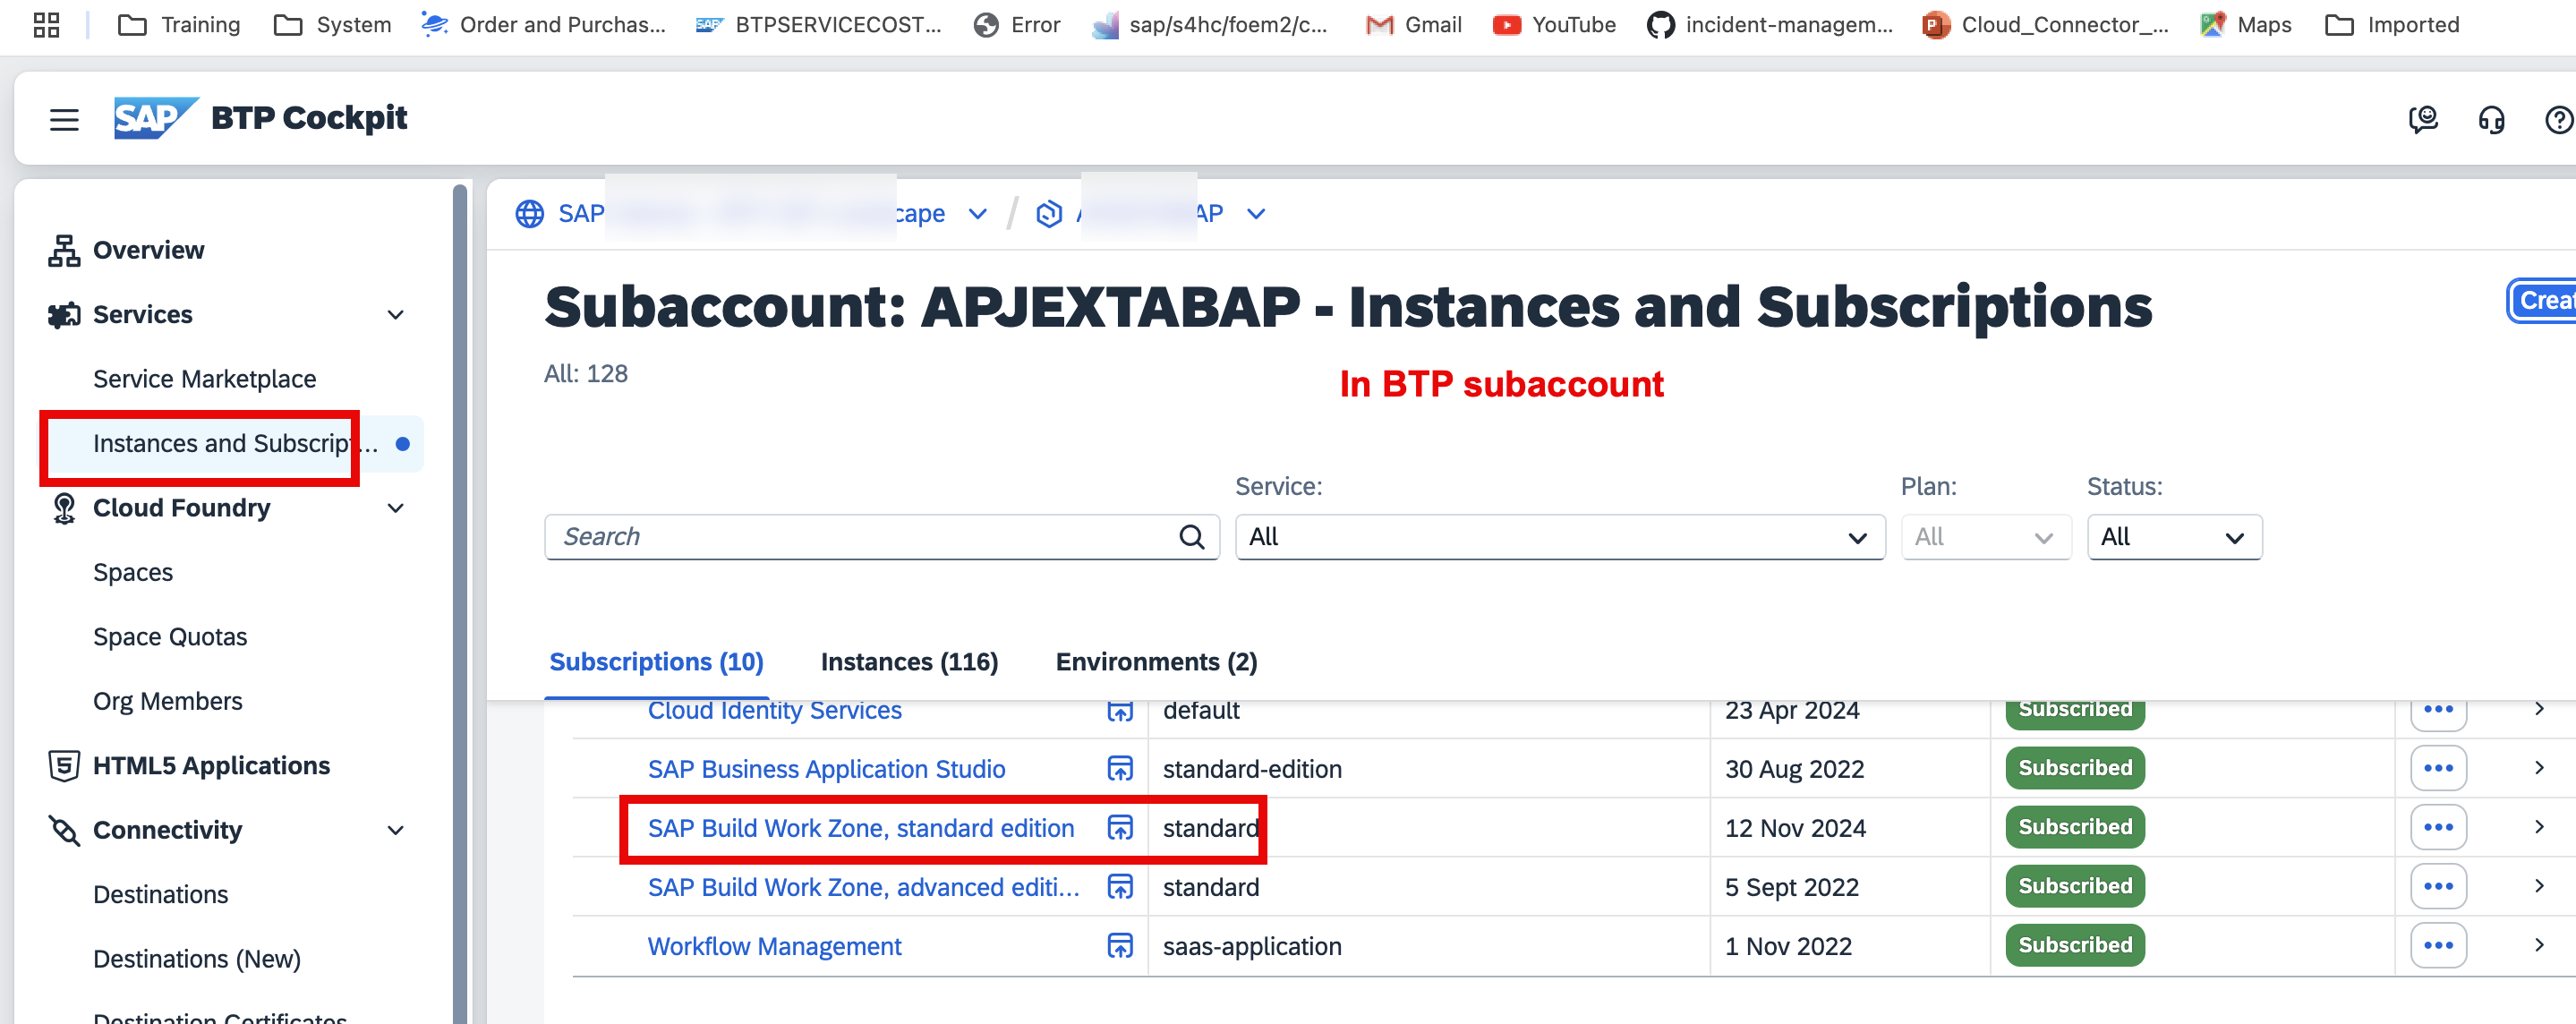 Training System Order and Purchas... BTPSERVICECOST... Error sap/s4hc/foem2/c... Gmail YouTube incident-managem... Cloud_Connector_... Maps Imported
SAP BTP Cockpit
SAP cape / AP
Overview
Services
Service Marketplace
Instances and Subscript...
Cloud Foundry
Spaces
Space Quotas
Org Members
HTML5 Applications
Connectivity
Destinations
Destinations (New)
Destination Certificates
Subaccount: APJEXTABAP - Instances and Subscriptions
Creat
All: 128
In BTP subaccount
Service: Plan: Status:
Search All All All
Subscriptions (10) Instances (116) Environments (2)
Cloud Identity Services default 23 Apr 2024 Subscribed
SAP Business Application Studio standard-edition 30 Aug 2022 Subscribed
SAP Build Work Zone, standard edition standard 12 Nov 2024 Subscribed
SAP Build Work Zone, advanced editi... standard 5 Sept 2022 Subscribed
Workflow Management saas-application 1 Nov 2022 Subscribed